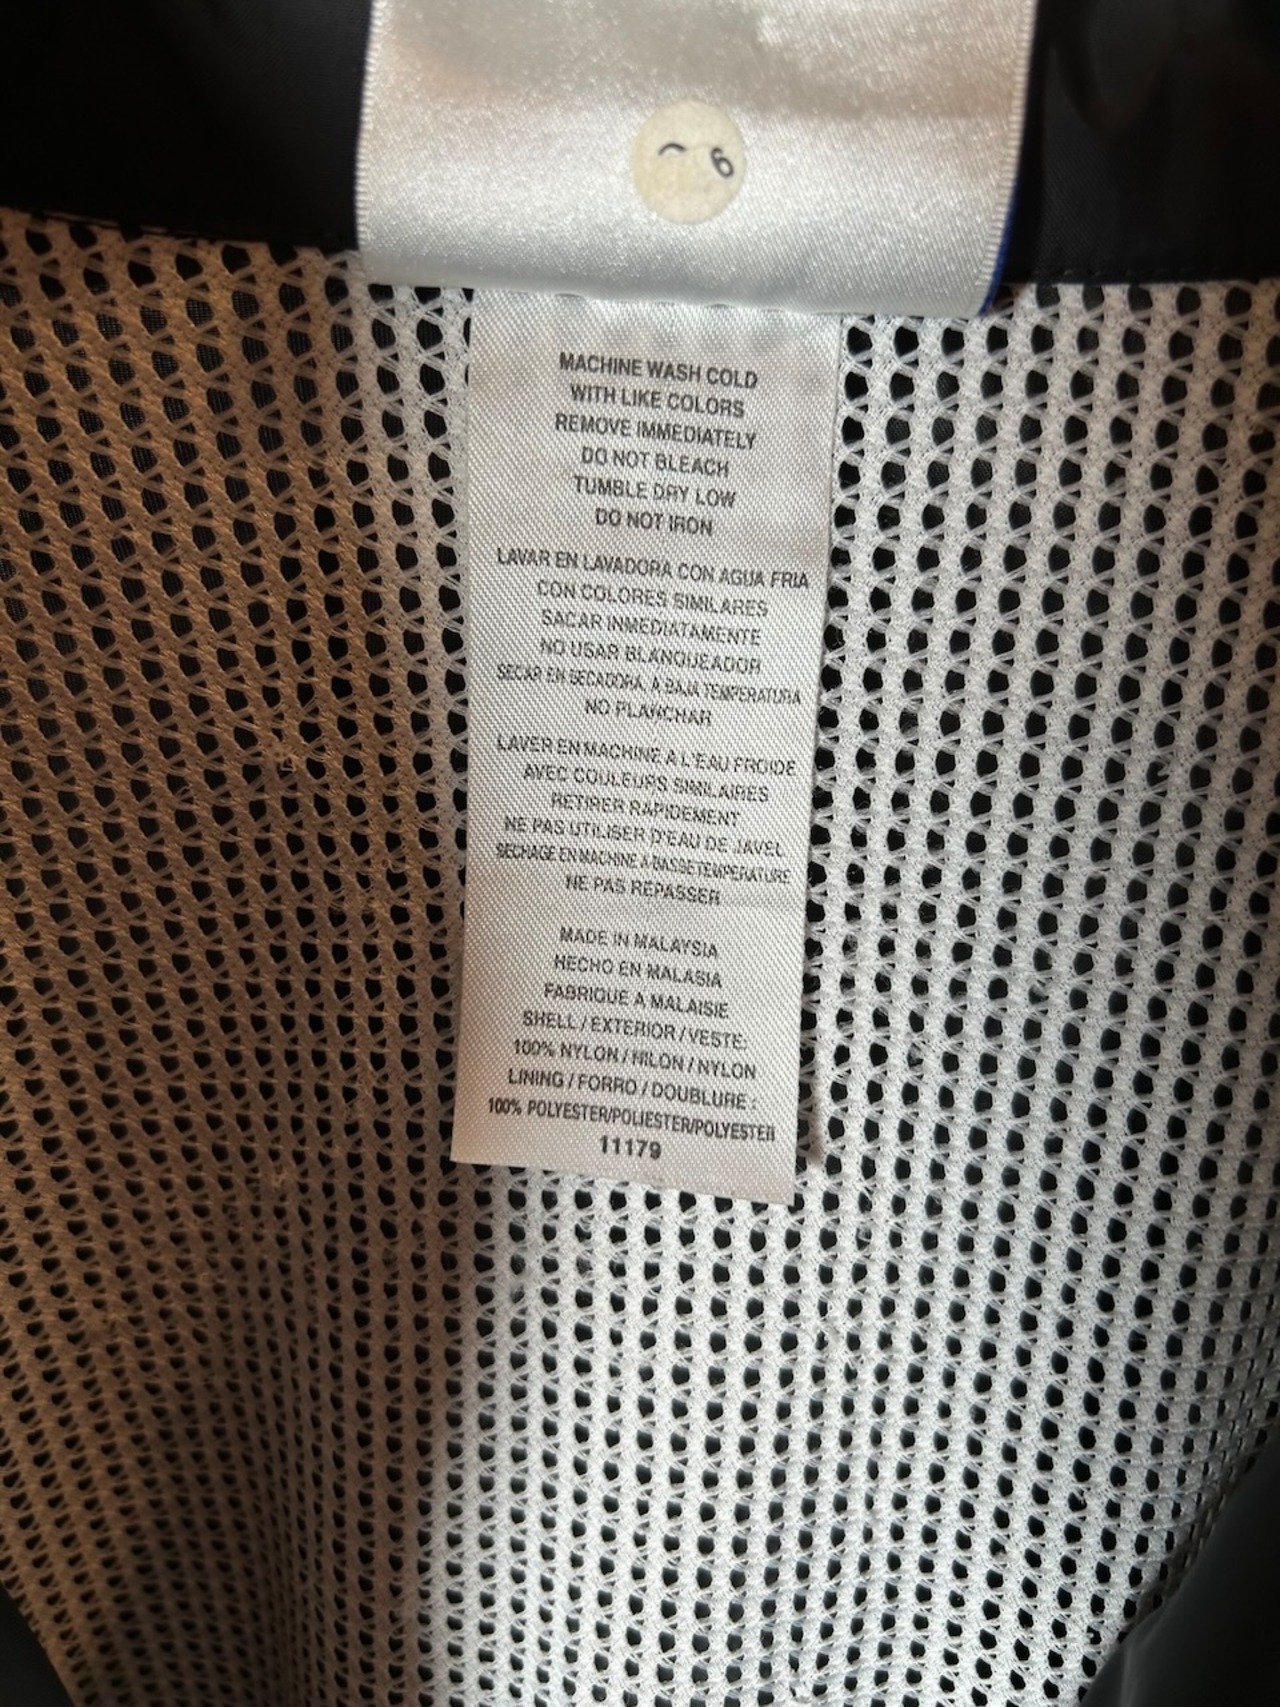 6
MACHINE WASH COLD
WITH LIKE COLORS
REMOVE IMMEDIATELY
DO NOT BLEACH
TUMBLE DRY LOW
DO NOT IRON
LAVAR EN LAVADORA CON AGUA FRIA
CON COLORES SIMILARES
SACAR INMEDIATAMENTE
NO USAR BLANQUEADOR
SECAR EN SECADORA, A BAJA TEMPERATURA
NO PLANCHAR
LAVER EN MACHINE A L'EAU FROIDE
AVEC COULEURS SIMILAIRES
RETIRER RAPIDEMENT
NE PAS UTILISER D'EAU DE JAVEL
SECHAGE EN MACHINE A BASSE TEMPERATURE
NE PAS REPASSER
MADE IN MALAYSIA
HECHO EN MALASIA
FABRIQUE A MALAISIE
SHELL / EXTERIOR / VESTE:
100% NYLON / NILON / NYLON
LINING / FORRO / DOUBLURE :
100% POLYESTER/POLIESTER/POLYESTER
11179